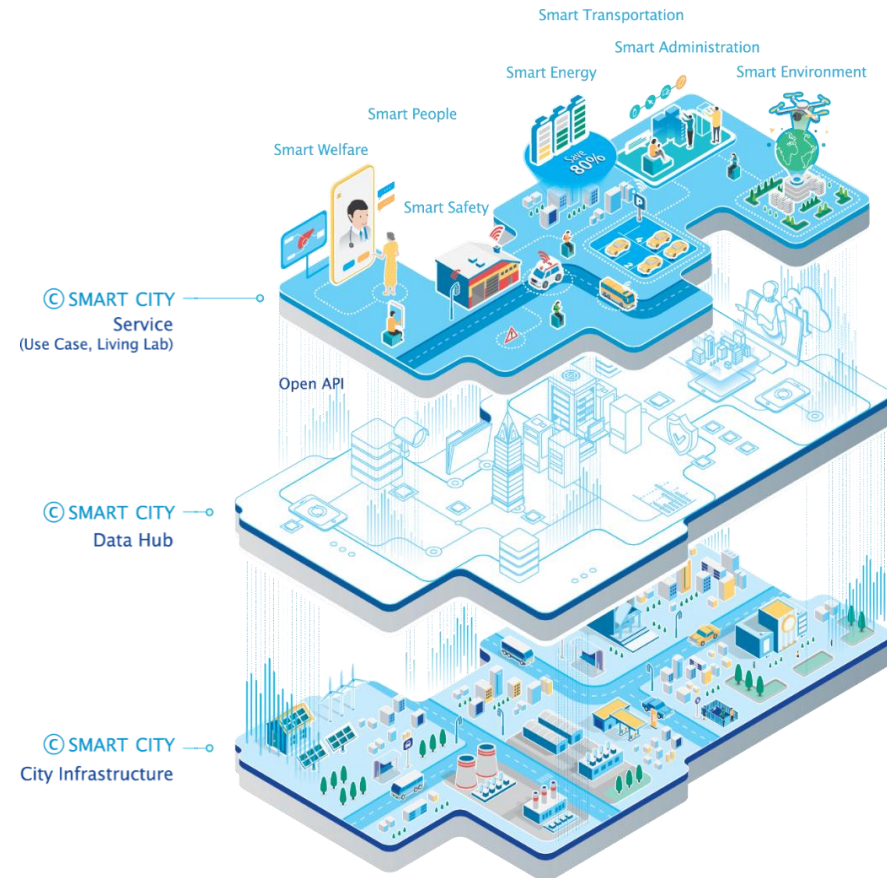 Smart Transportation
Smart Administration
Smart Energy
Smart Environment
Smart People
Smart Welfare
Smart Safety
Save
80%
P
Ⓒ SMART CITY
Service
(Use Case, Living Lab)
Open API
Ⓒ SMART CITY
Data Hub
Ⓒ SMART CITY
City Infrastructure